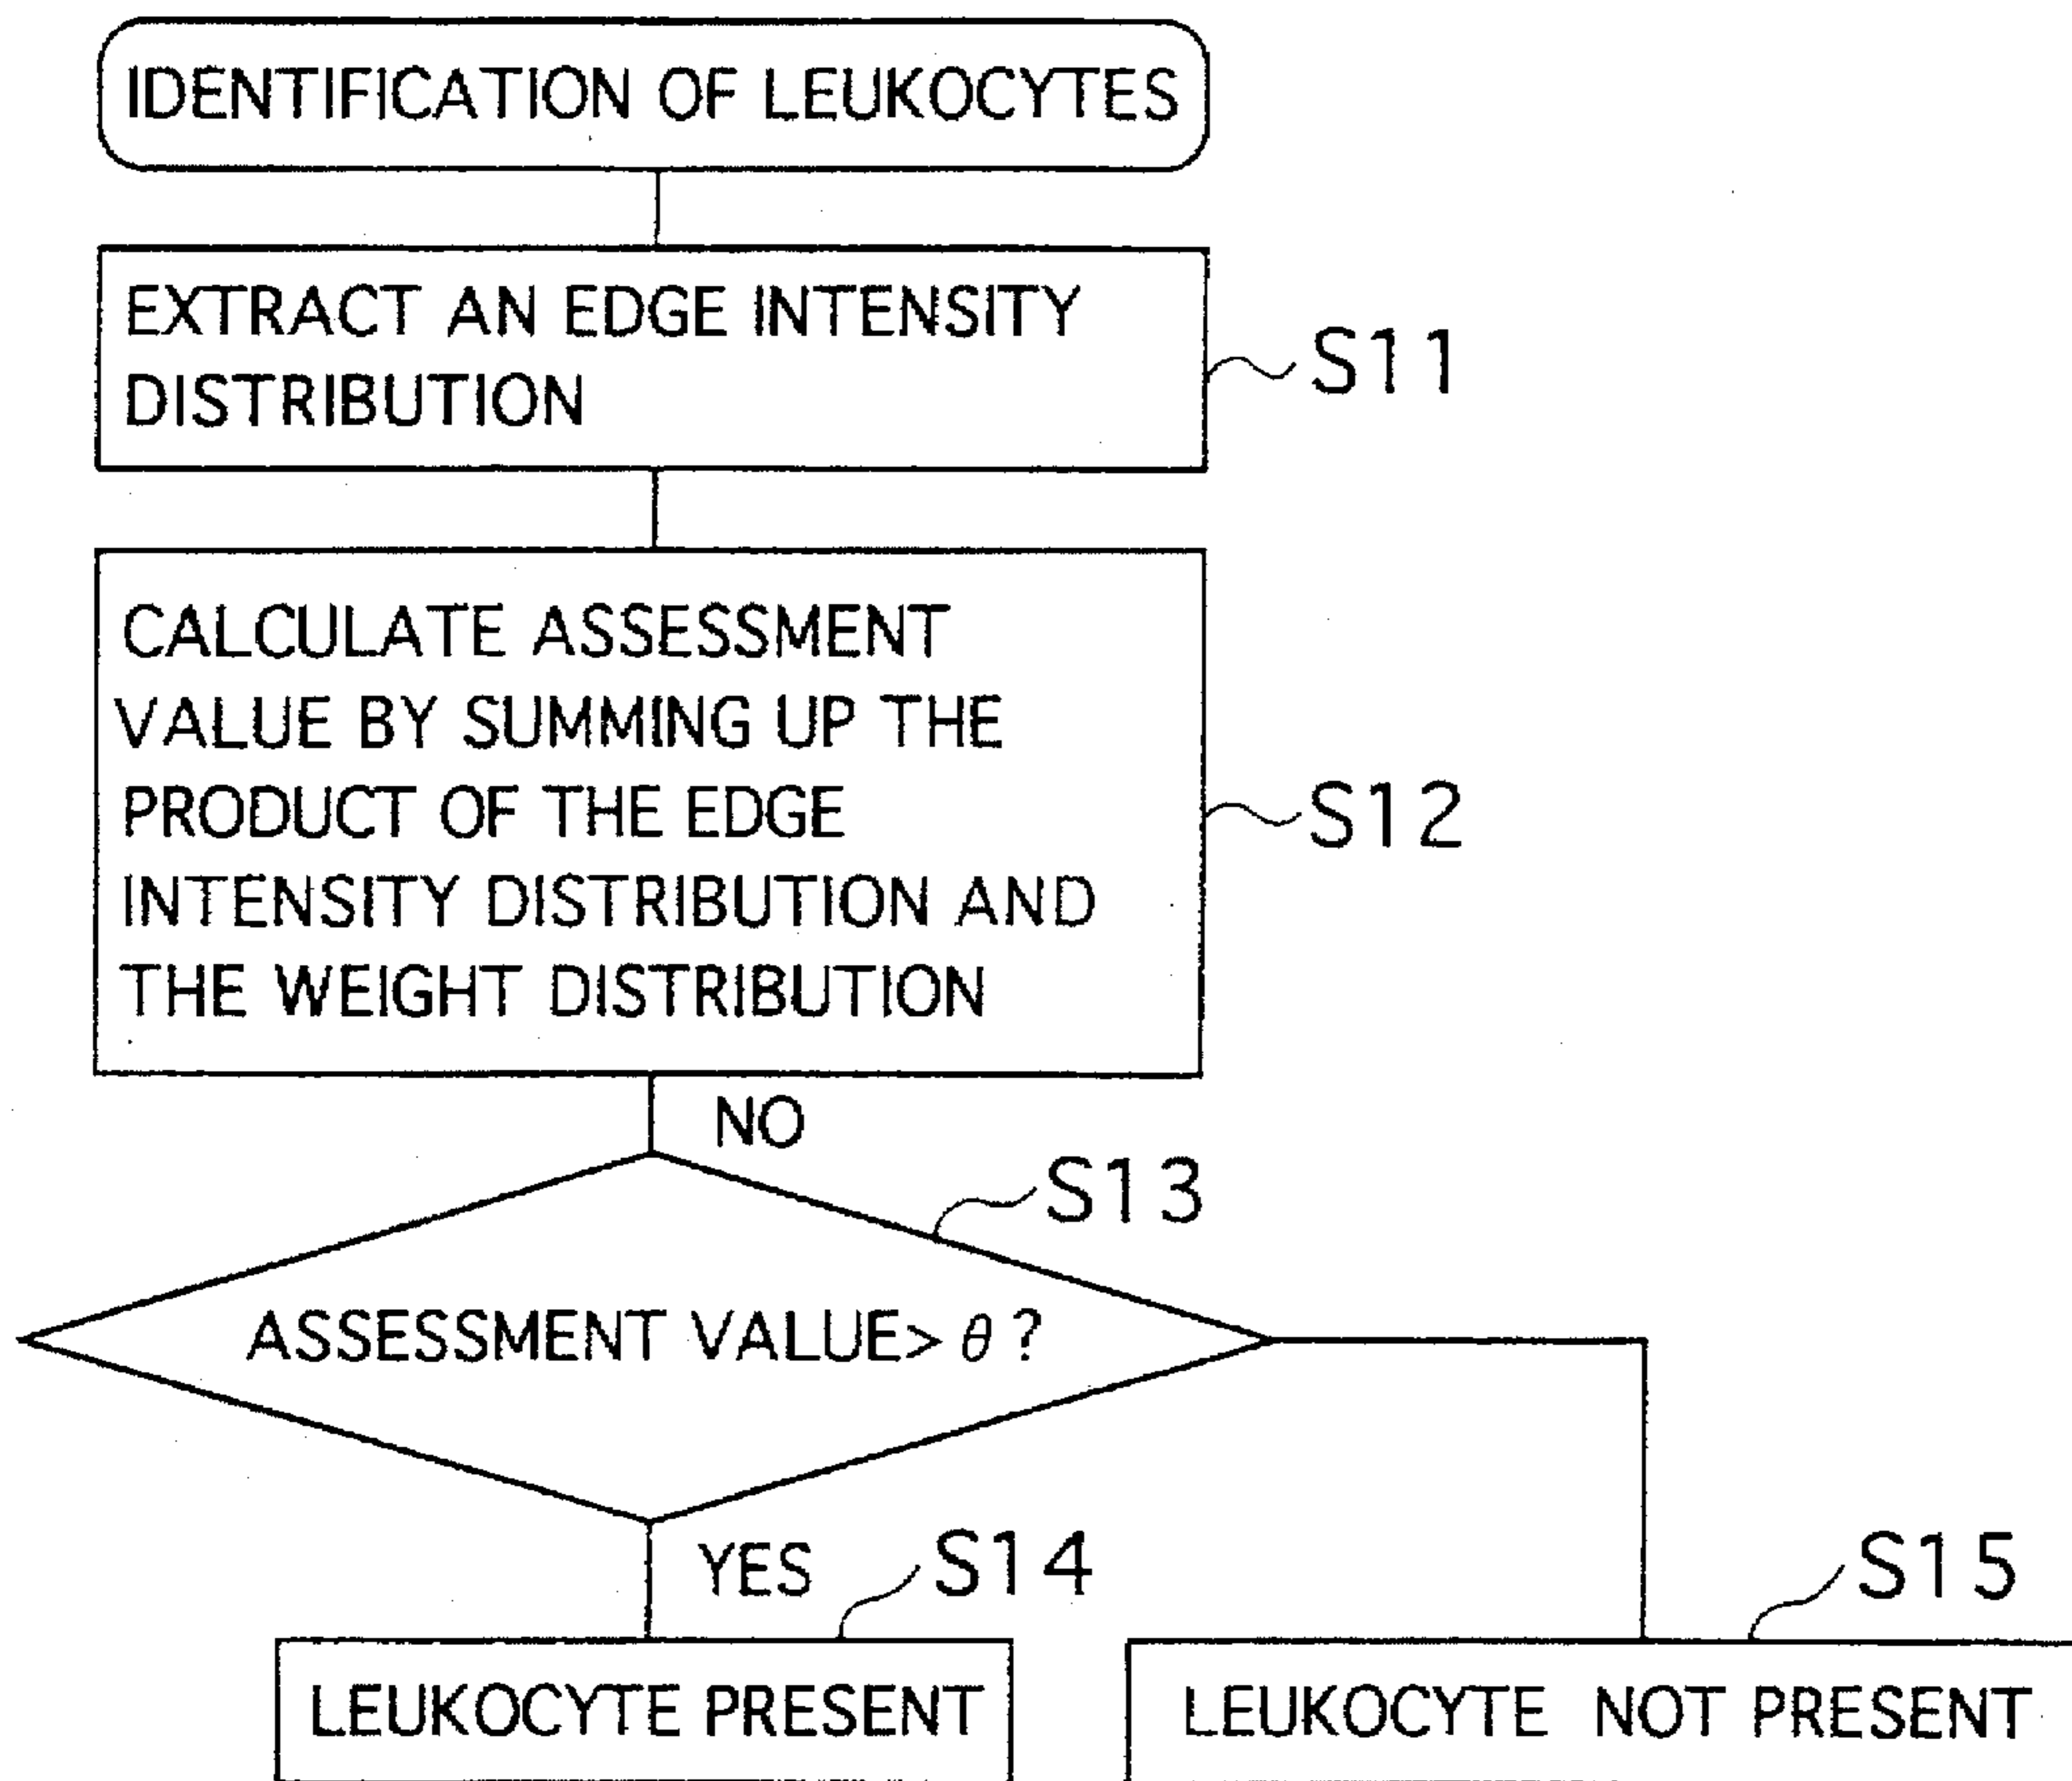 IDENTIFICATION OF LEUKOCYTES
EXTRACT AN EDGE INTENSITY
DISTRIBUTION
S11
CALCULATE ASSESSMENT
VALUE BY SUMMING UP THE
PRODUCT OF THE EDGE
INTENSITY DISTRIBUTION AND
THE WEIGHT DISTRIBUTION
S12
NO
S13
ASSESSMENT VALUE> θ ?
YES
S14
S15
LEUKOCYTE PRESENT
LEUKOCYTE NOT PRESENT